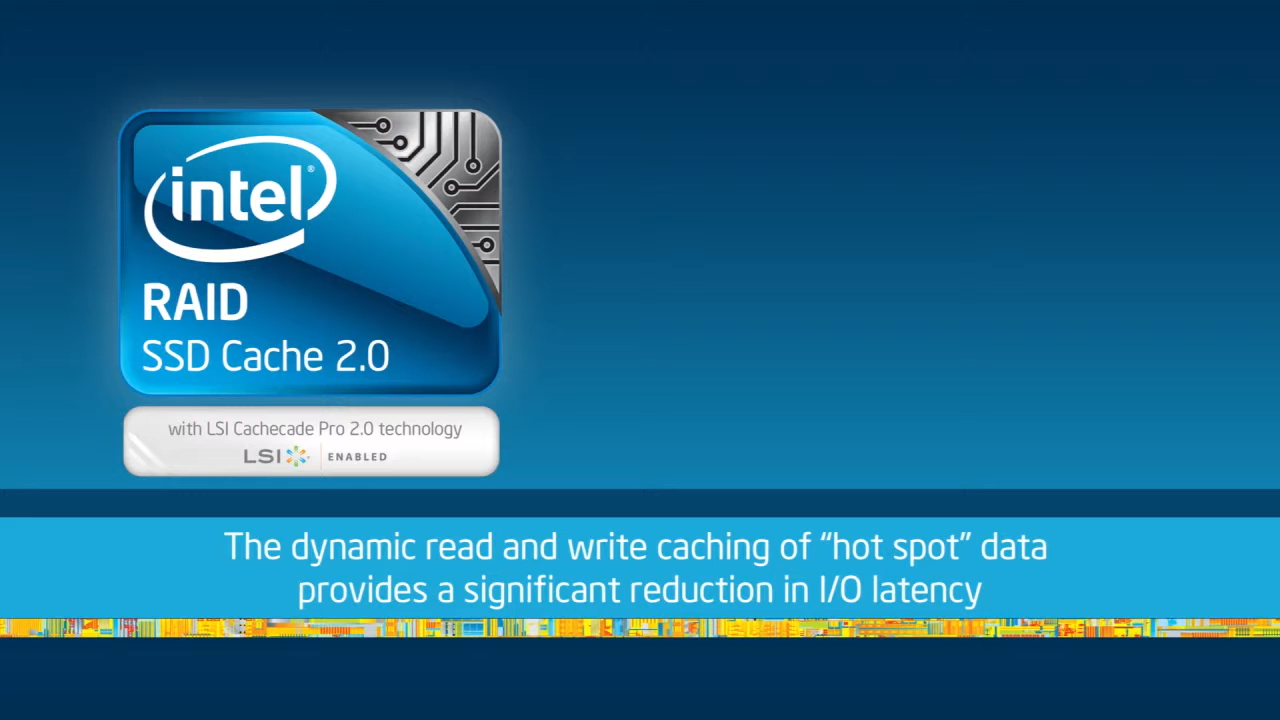 intel®
RAID
SSD Cache 2.0
with LSI Cachecade Pro 2.0 technology
LSI ENABLED
The dynamic read and write caching of “hot spot” data
provides a significant reduction in I/O latency